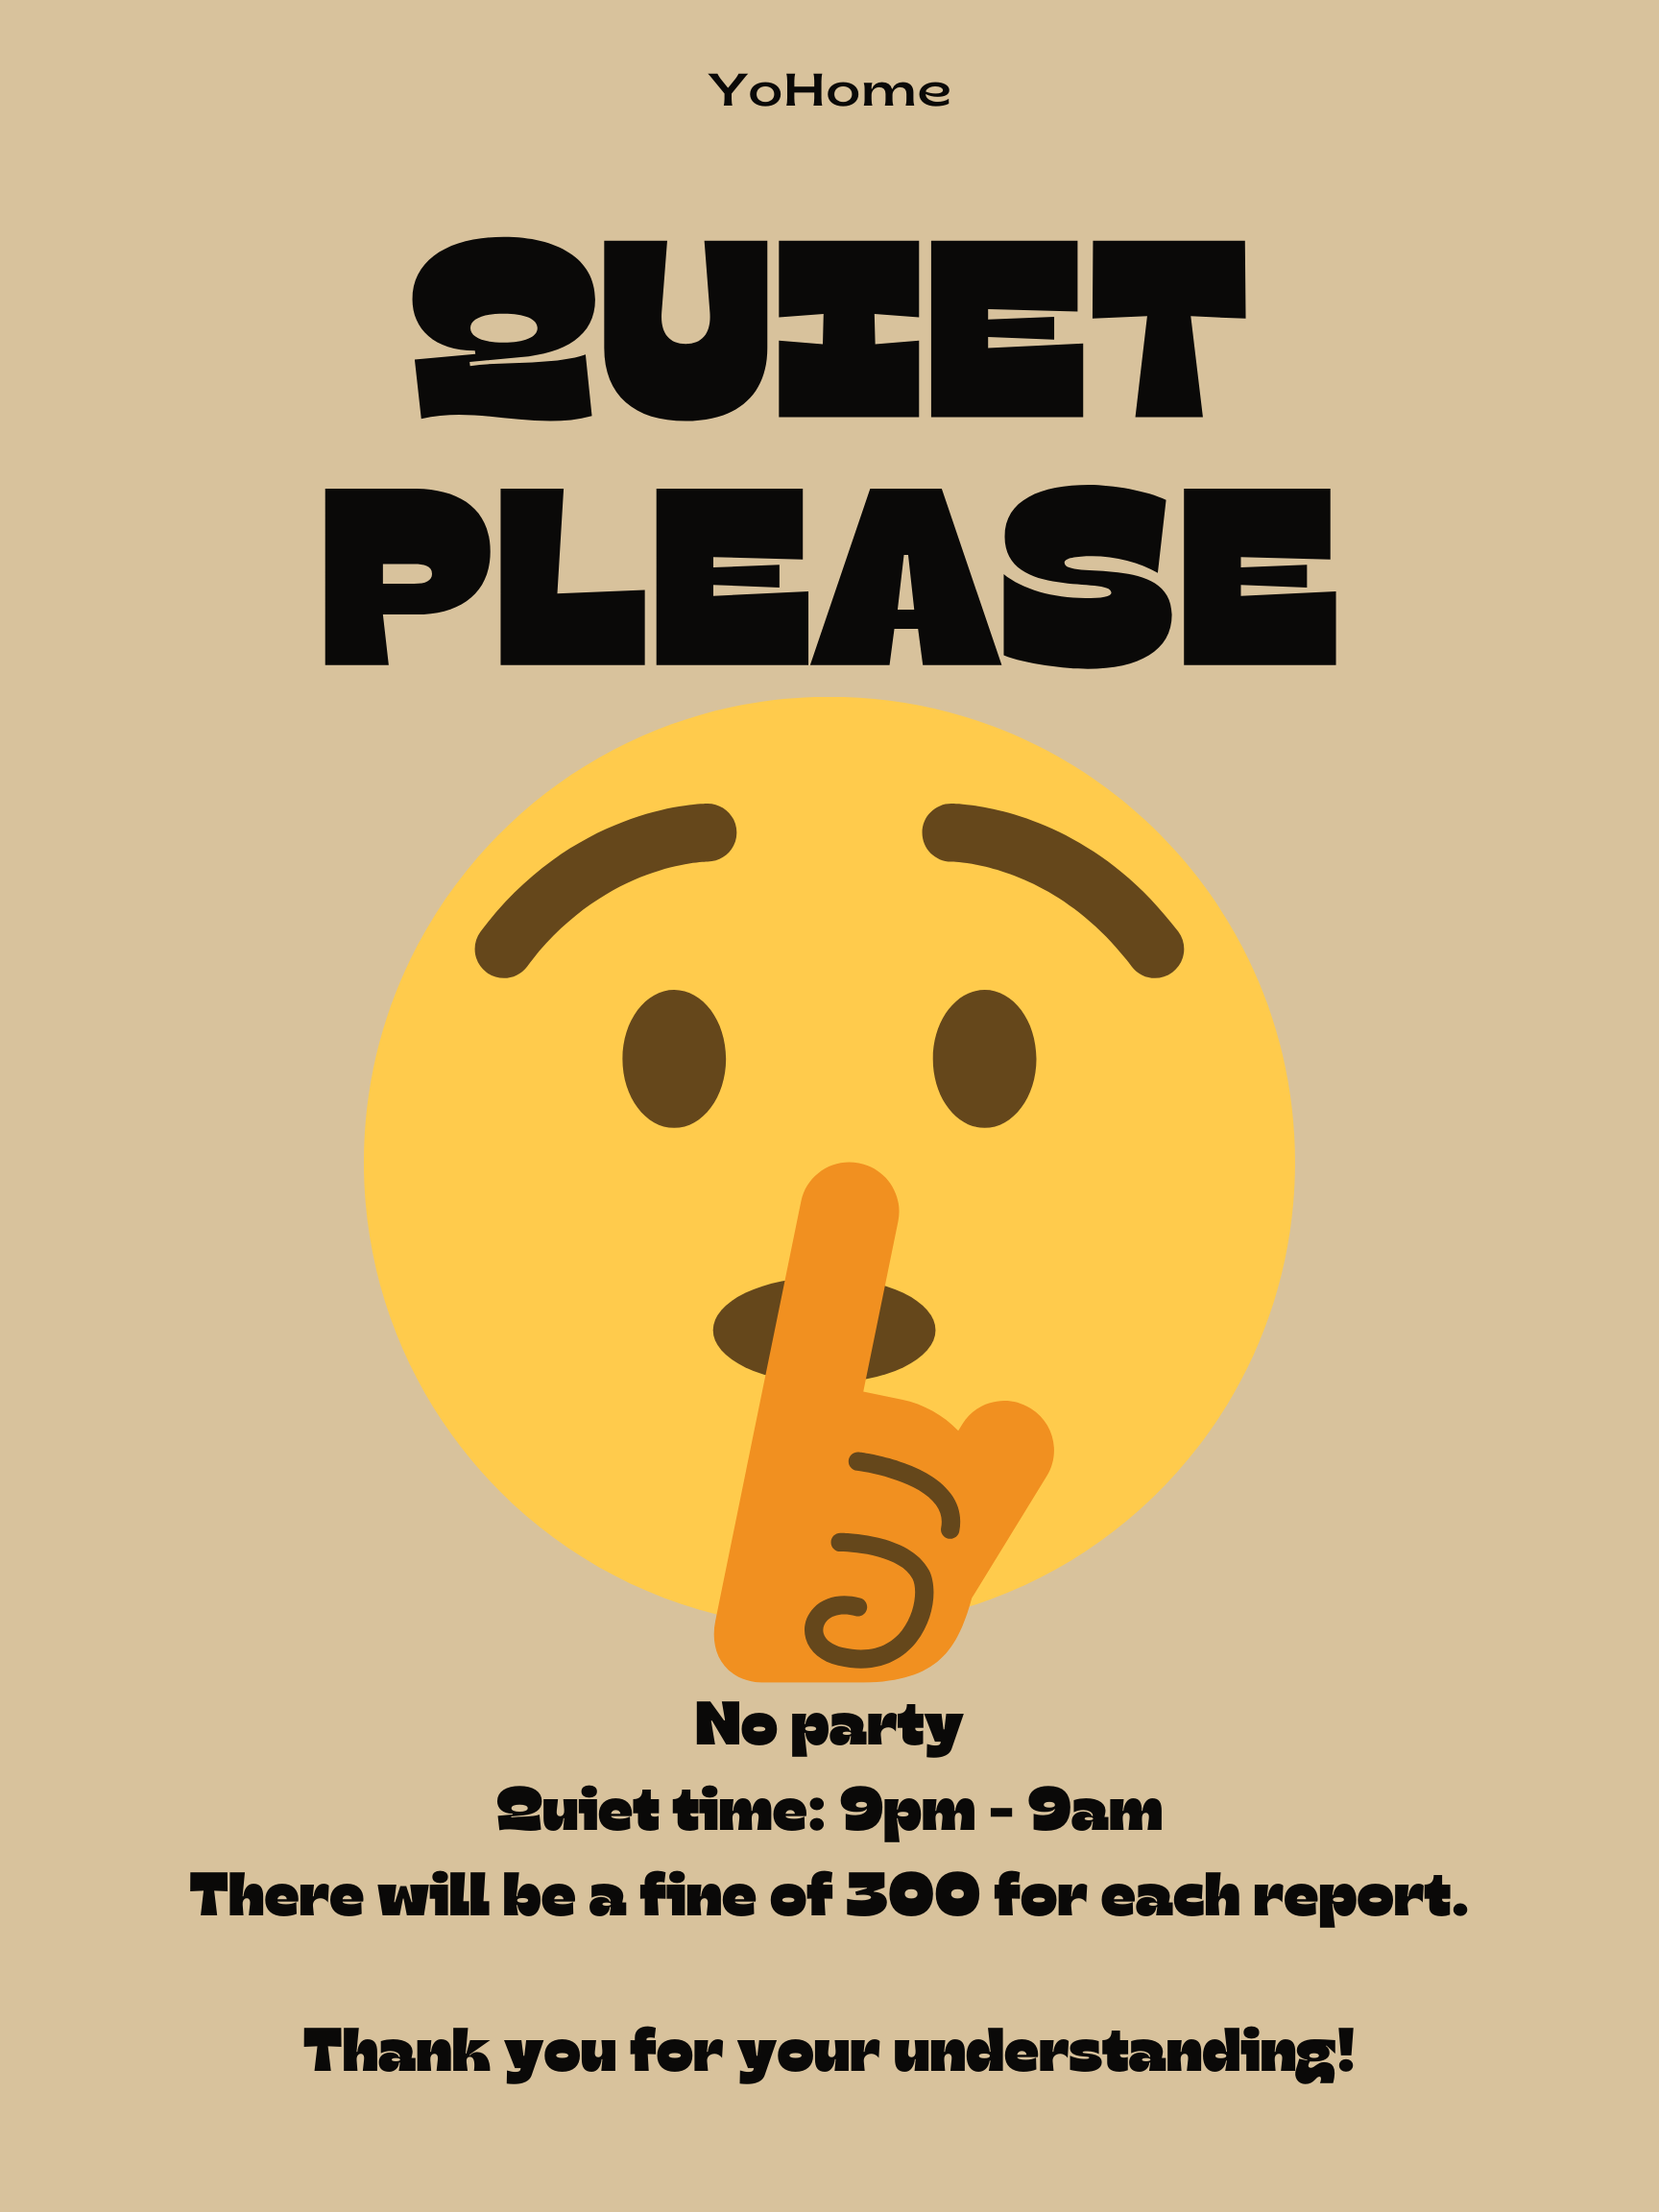 YoHome
QUIET
PLEASE
No party
Quiet time: 9pm - 9am
There will be a fine of 300 for each report.
Thank you for your understanding!